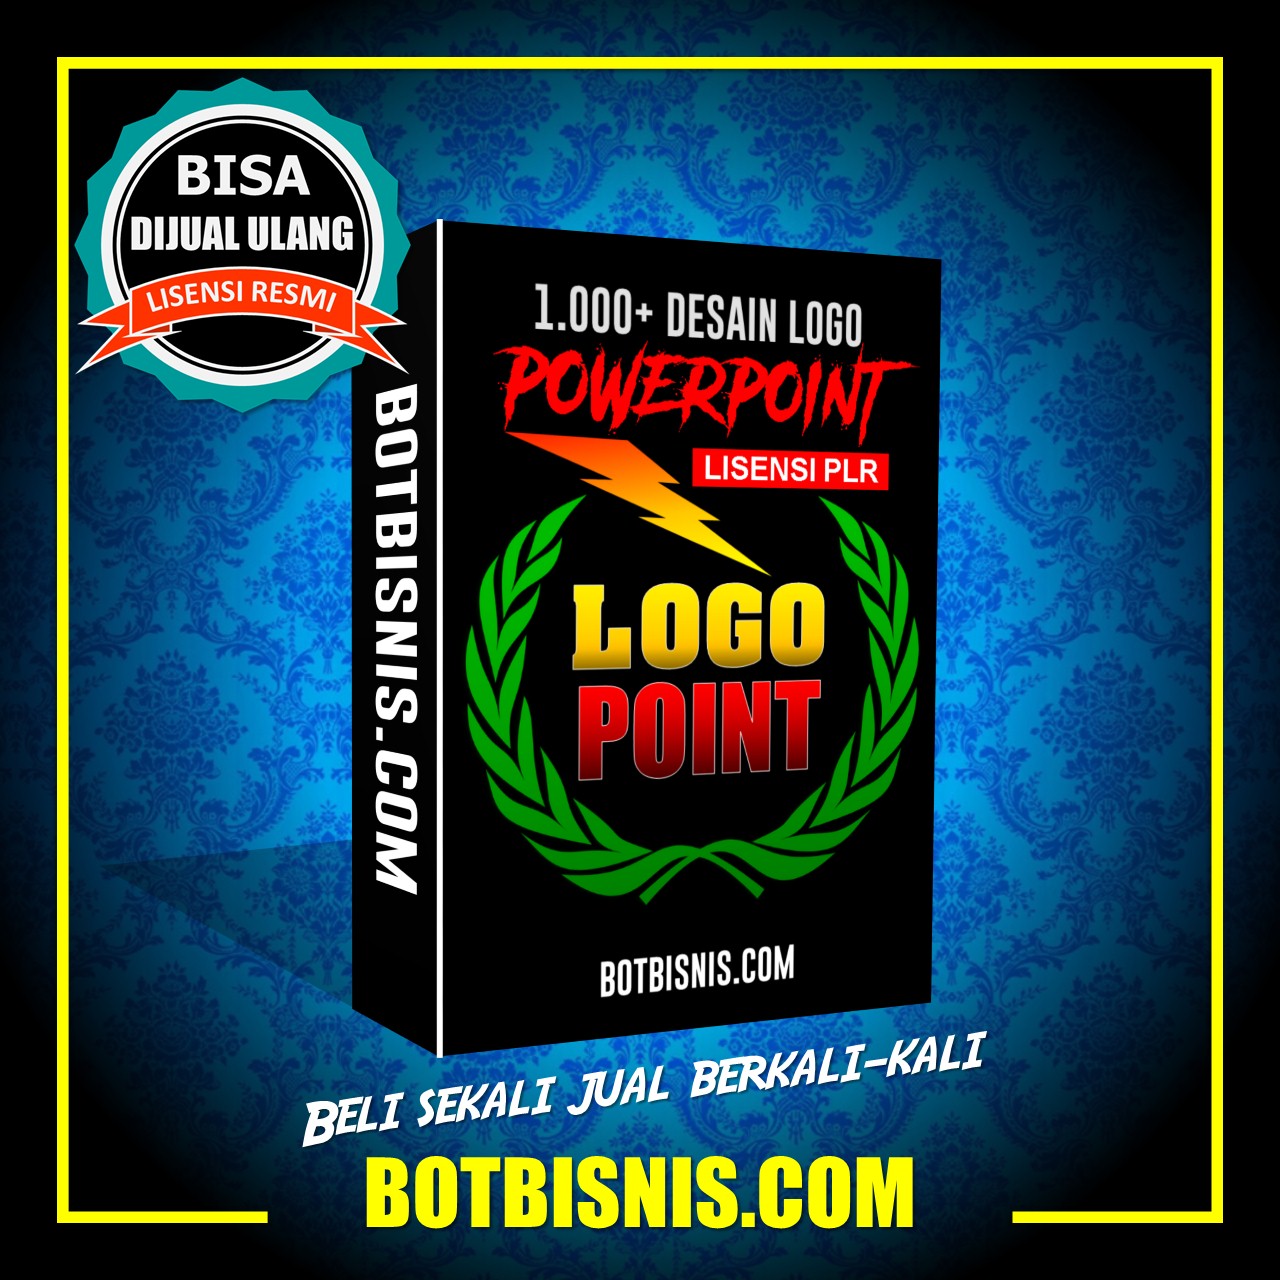 BISA
DIJUAL ULANG
LISENSI RESMI
1.000+ DESAIN LOGO
POWERPOINT
LISENSI PLR
LOGO
POINT
BOTBISNIS.COM
BOTBISNIS.COM
BELI SEKALI JUAL BERKALI-KALI
BOTBISNIS.COM